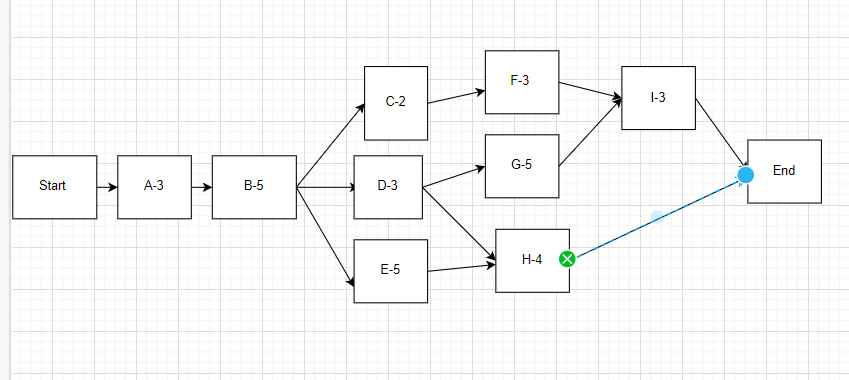 Start
A-3
B-5
C-2
D-3
E-5
F-3
G-5
H-4
I-3
End